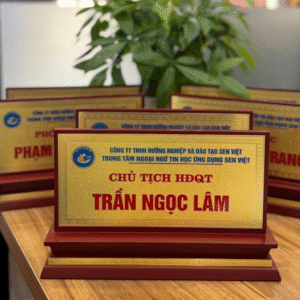 CÔNG TY TNHH HƯỚNG NGHIỆP VÀ ĐÀO TẠO SEN VIỆT
TRUNG TÂM NGOẠI NGỮ TIN HỌC ỨNG DỤNG SEN VIỆT
CHỦ TỊCH HĐQT
TRẦN NGỌC LÂM
PHÓ
PHẠM